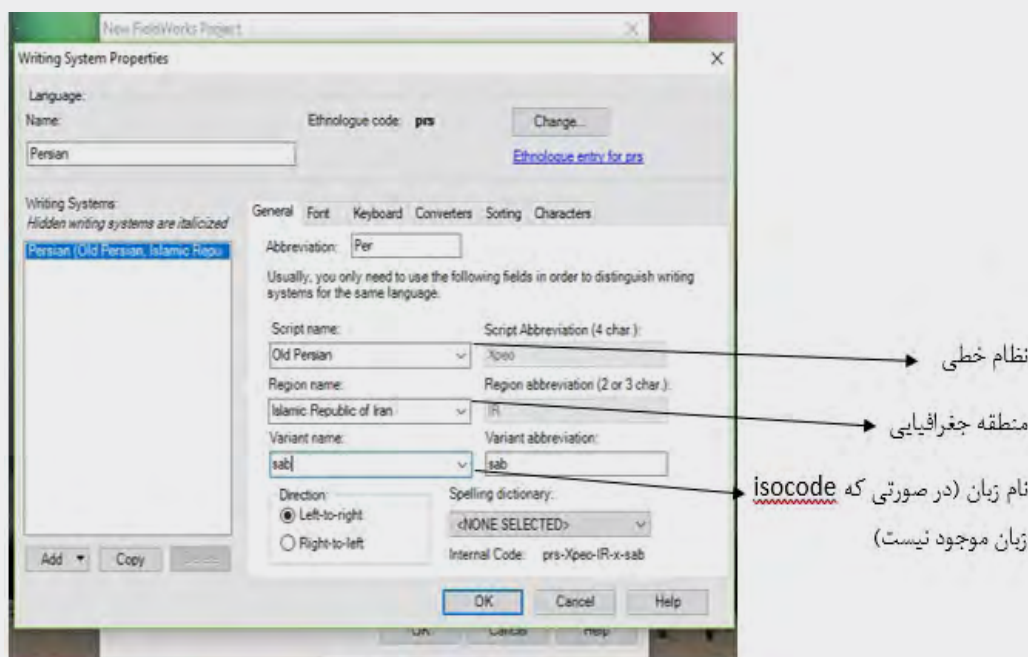 New FieldWorks Project
Writing System Properties
Language:
Name:
Ethnologue code: prs
Change...
Persian
Ethnologue entry for prs
Writing Systems
Hidden writing systems are italicized
Persian (Old Persian, Islamic Repu
General Font Keyboard Converters Sorting Characters
Abbreviation: Per
Usually, you only need to use the following fields in order to distinguish writing
systems for the same language.
Script name: Script Abbreviation (4 char.):
Old Persian Xpeo
Region name: Region abbreviation (2 or 3 char.):
Islamic Republic of Iran IR
Variant name: Variant abbreviation:
sab sab
Direction: Spelling dictionary:
Left-to-right <NONE SELECTED>
Right-to-left
Internal Code: prs-Xpeo-IR-x-sab
Add Copy
OK Cancel Help
OK Cancel Help
نظام خطی
منطقه جغرافیایی
نام زبان (در صورتی که isocode
زبان موجود نیست)